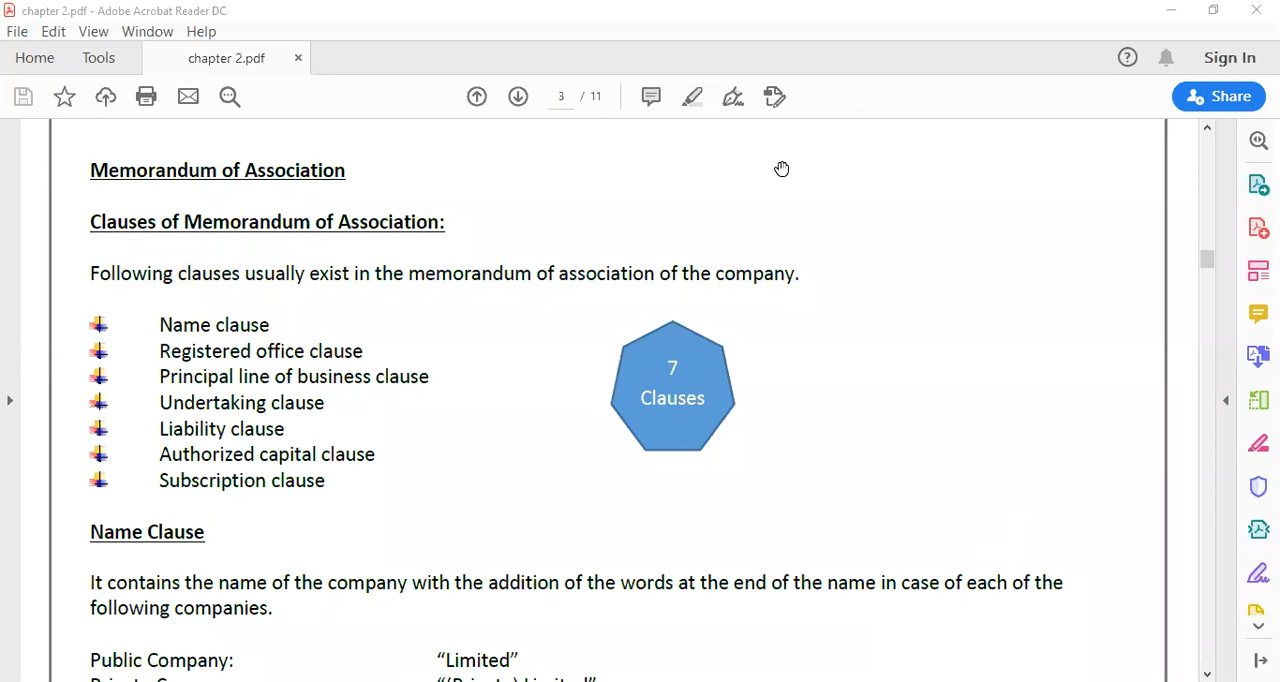 chapter 2.pdf - Adobe Acrobat Reader DC
File Edit View Window Help
Home Tools chapter 2.pdf × Sign In
3 / 11 Share
Memorandum of Association
Clauses of Memorandum of Association:
Following clauses usually exist in the memorandum of association of the company.
Name clause
Registered office clause
Principal line of business clause
Undertaking clause
Liability clause
Authorized capital clause
Subscription clause
7
Clauses
Name Clause
It contains the name of the company with the addition of the words at the end of the name in case of each of the
following companies.
Public Company: “Limited”